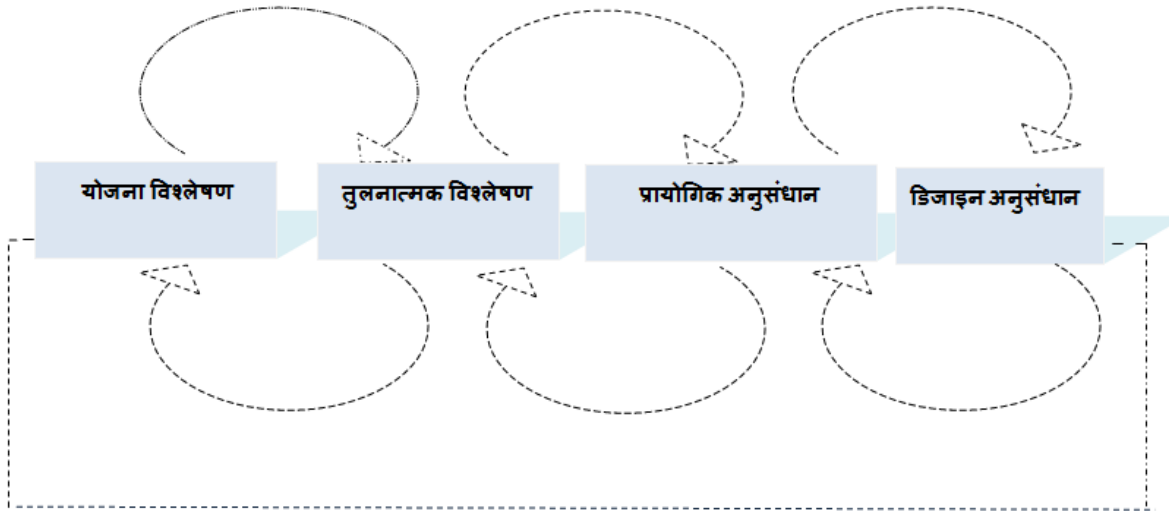 योजना विश्लेषण
तुलनात्मक विश्लेषण
प्रायोगिक अनुसंधान
डिजाइन अनुसंधान